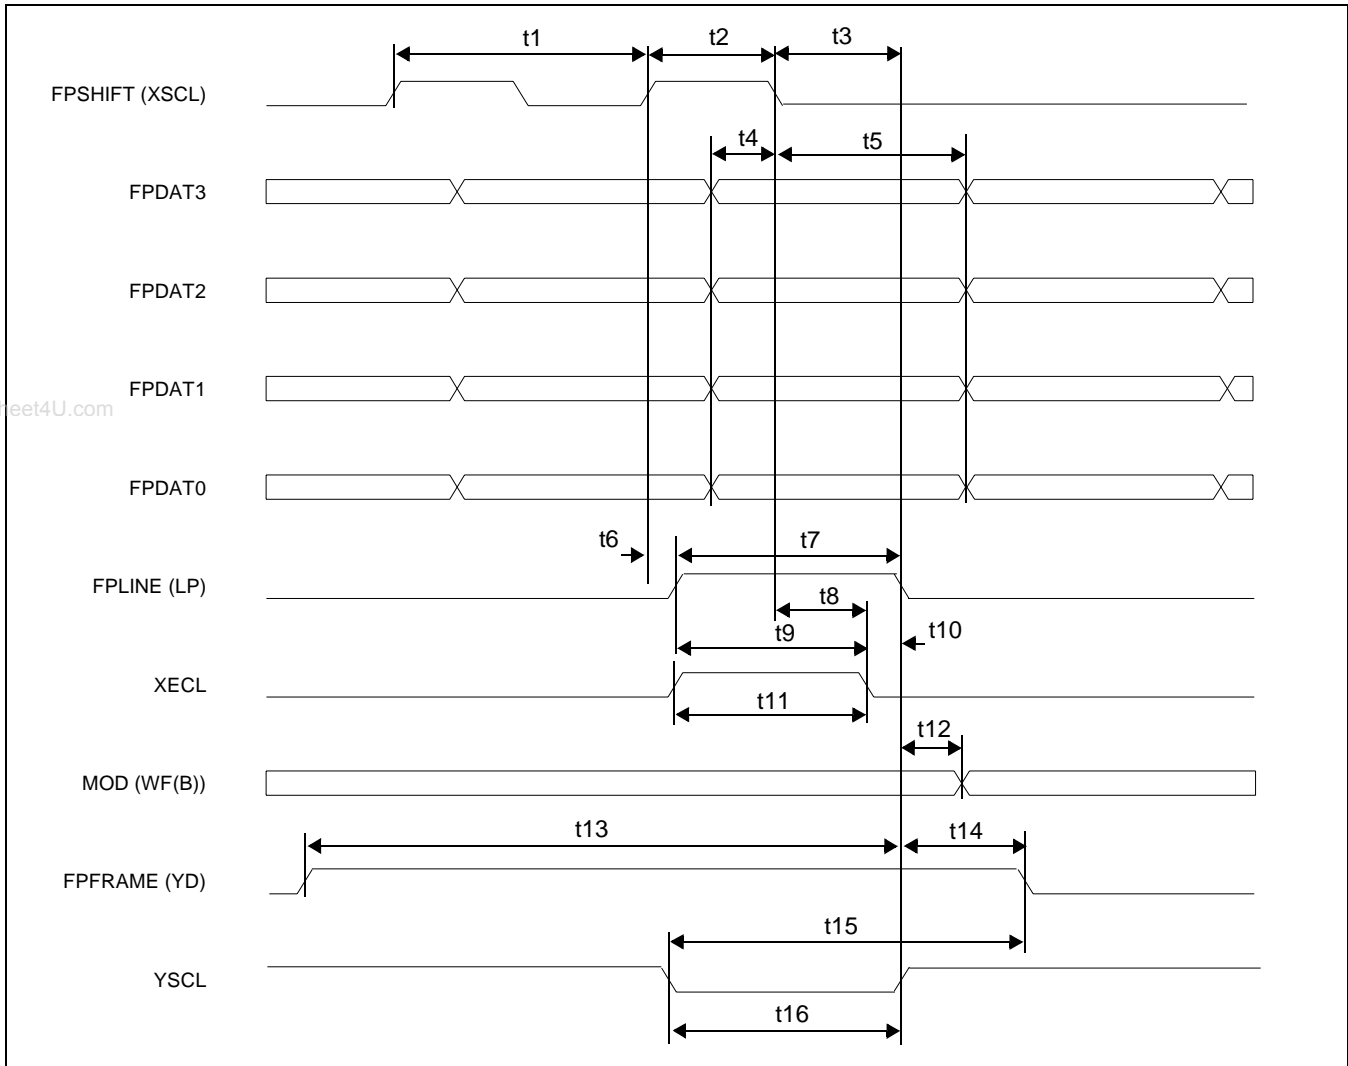 t1 t2 t3
FPSHIFT (XSCL)
t4 t5
FPDAT3
FPDAT2
FPDAT1
heet4U.com
FPDAT0
t6 t7
FPLINE (LP)
t8
t9 t10
XECL
t11
t12
MOD (WF(B))
t13 t14
FPFRAME (YD)
t15
YSCL
t16